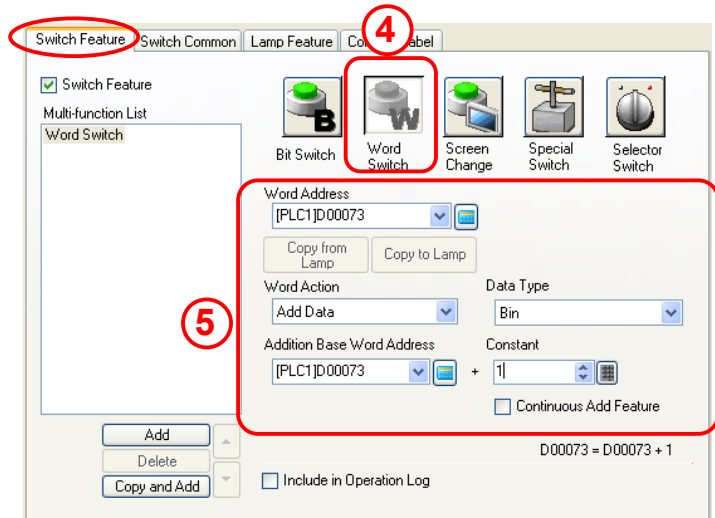 Switch Feature Switch Common Lamp Feature Co abel
4
Switch Feature
Multi-function List
Word Switch
B
Bit Switch
W
Word
Switch
Screen
Change
Special
Switch
Selector
Switch
5
Word Address
[PLC1]D00073
Copy from
Lamp
Copy to Lamp
Word Action
Data Type
Add Data
Bin
Addition Base Word Address
Constant
[PLC1]D00073 + 1
Continuous Add Feature
D00073 = D00073 + 1
Add
Delete
Copy and Add
Include in Operation Log